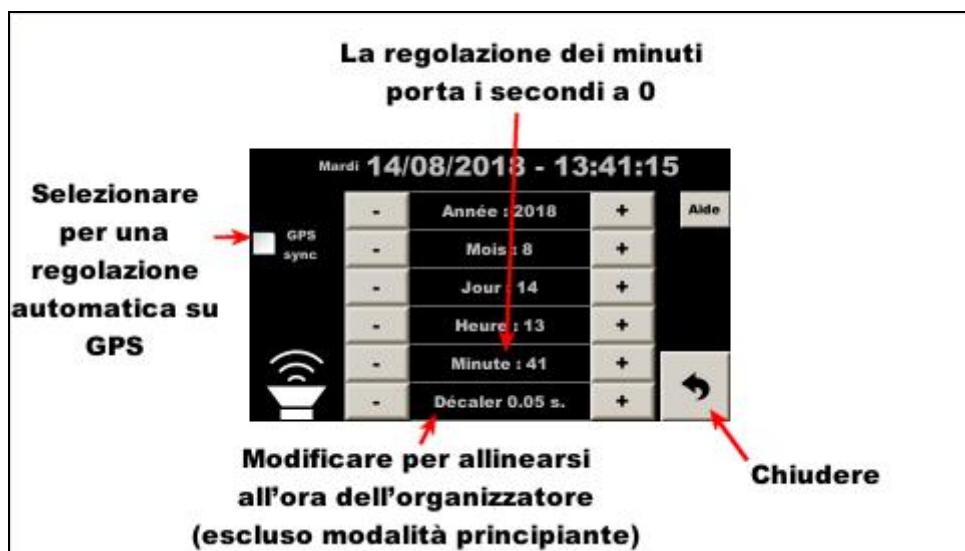 La regolazione dei minuti
porta i secondi a 0
Mardi 14/08/2018 - 13:41:15
Selezionare
per una
regolazione
automatica su
GPS
GPS
sync
- Année : 2018 +
Aide
- Mois : 8 +
- Jour : 14 +
- Heure : 13 +
- Minute : 41 +
- Décaler 0.05 s. +
Modificare per allinearsi
all'ora dell'organizzatore
(escluso modalità principiante)
Chiudere